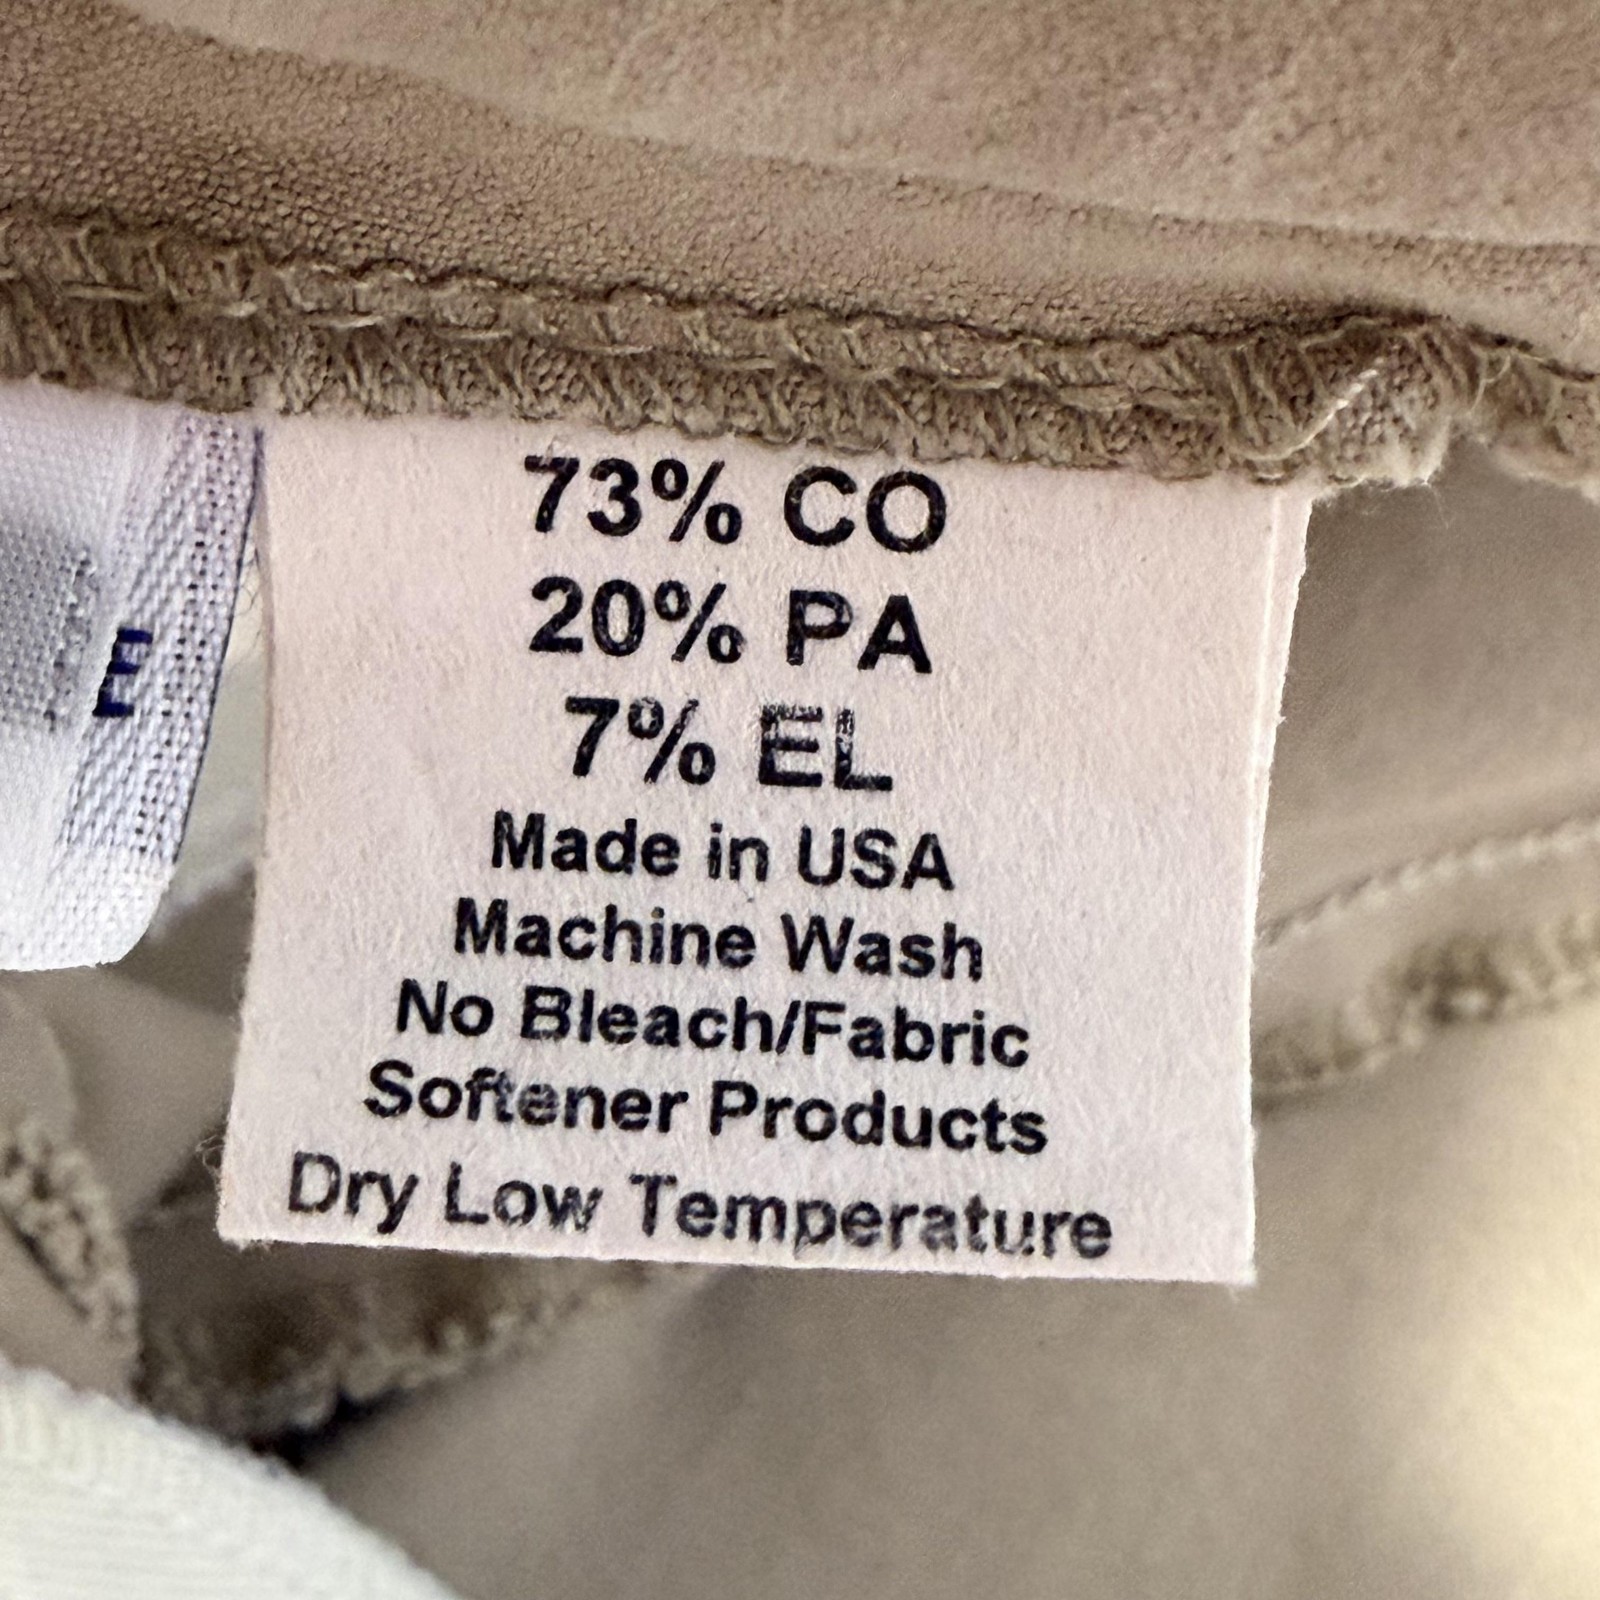 73% CO
20% PA
7% EL
Made in USA
Machine Wash
No Bleach/Fabric
Softener Products
Dry Low Temperature
E